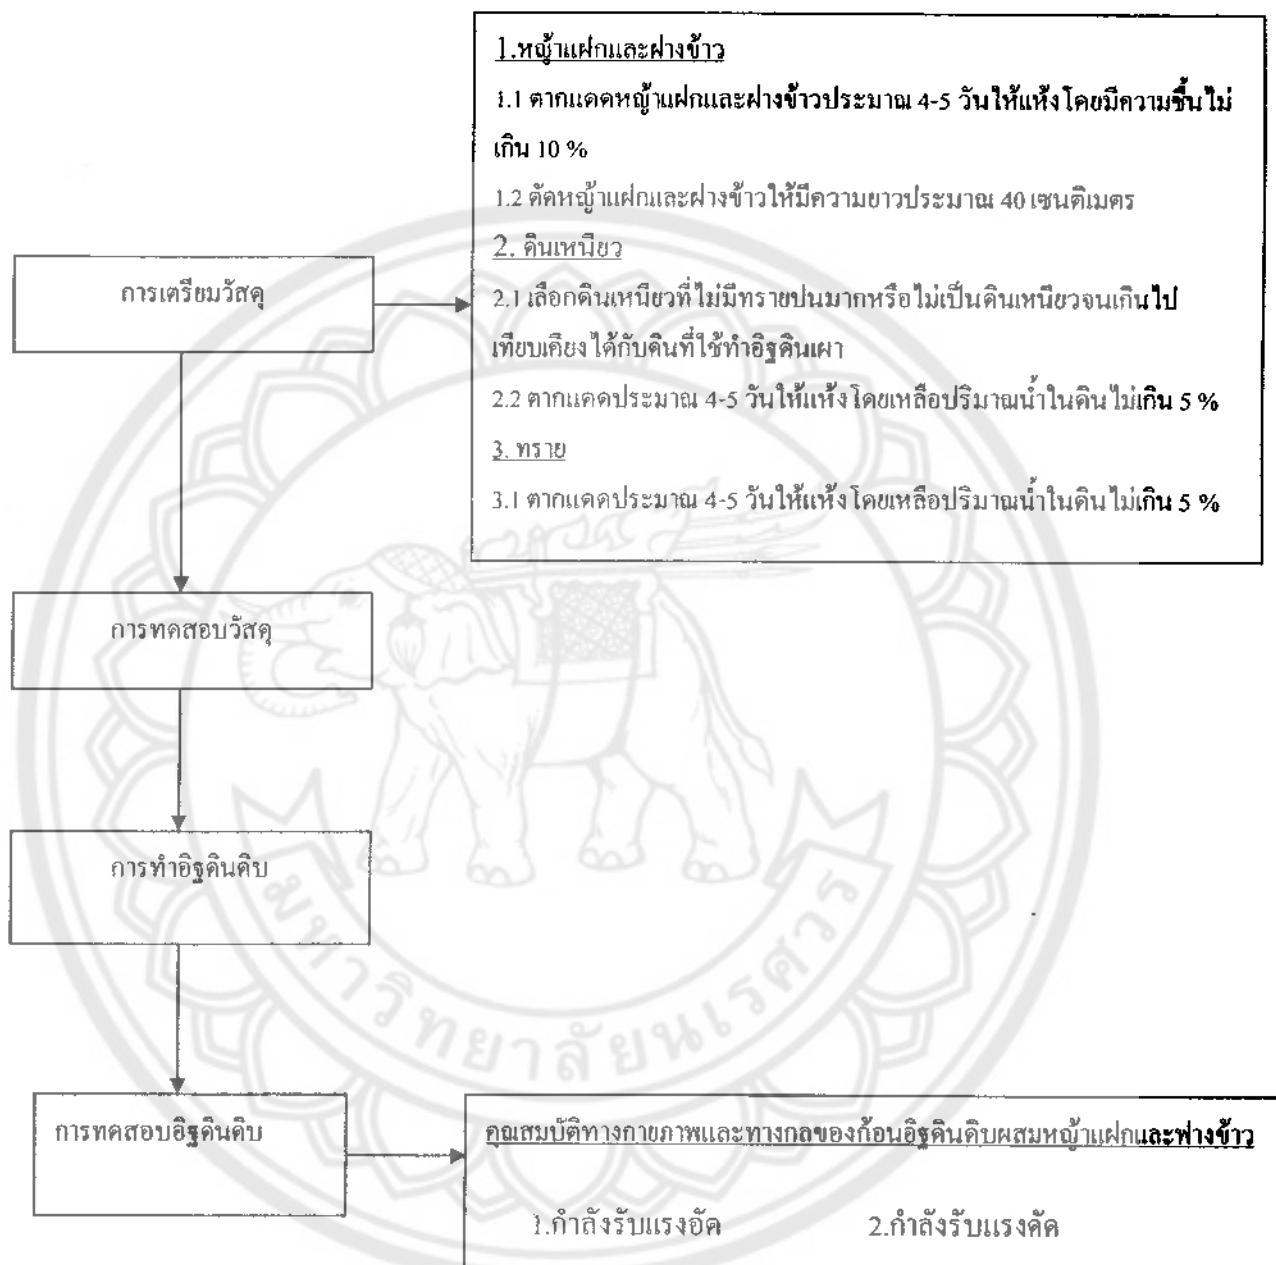 1.หญ้าแฝกและฝางข้าว
1.1 ตากแดดหญ้าแฝกและฝางข้าวประมาณ 4-5 วันให้แห้งโดยมีความชื้นไม่
เกิน 10 %
1.2 ตัดหญ้าแฝกและฝางข้าวให้มีความยาวประมาณ 40 เซนติเมตร
2. ดินเหนียว
2.1 เลือกดินเหนียวที่ไม่มีทรายปนมากหรือไม่เป็นดินเหนียวจนเกินไป
เทียบเคียงได้กับดินที่ใช้ทำอิฐดินเผา
2.2 ตากแดดประมาณ 4-5 วันให้แห้งโดยเหลือปริมาณน้ำในดินไม่เกิน 5 %
3. ทราย
3.1 ตากแดดประมาณ 4-5 วันให้แห้งโดยเหลือปริมาณน้ำในดินไม่เกิน 5 %
การเตรียมวัสดุ
การทดสอบวัสดุ
การทำอิฐดินดิบ
การทดสอบอิฐดินดิบ
คุณสมบัติทางกายภาพและทางกลของก้อนอิฐดินดิบผสมหญ้าแฝกและฟางข้าว
1.กำลังรับแรงอัด 2.กำลังรับแรงดัด
มหาวิทยาลัยนเรศวร